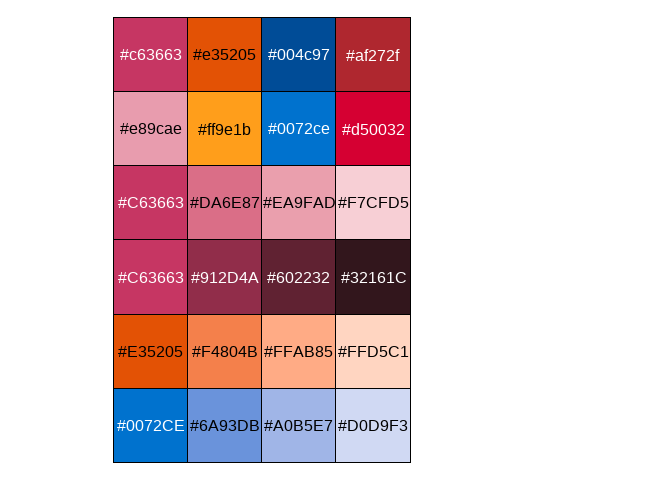 #c63663 #e35205 #004c97 #af272f
#e89cae #ff9e1b #0072ce #d50032
#C63663 #DA6E87 #EA9FAD #F7CFD5
#C63663 #912D4A #602232 #32161C
#E35205 #F4804B #FFAB85 #FFD5C1
#0072CE #6A93DB #A0B5E7 #D0D9F3